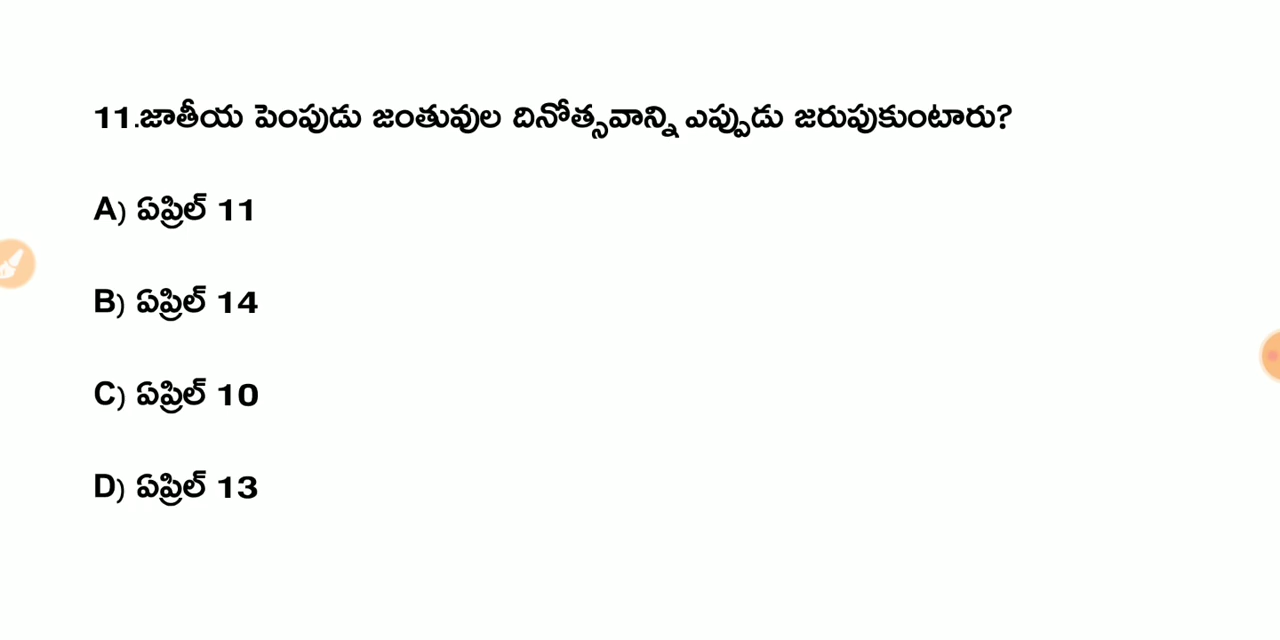 11.జాతీయ పెంపుడు జంతువుల దినోత్సవాన్ని ఎప్పుడు జరుపుకుంటారు?
A) ఏప్రిల్ 11
B) ఏప్రిల్ 14
C) ఏప్రిల్ 10
D) ఏప్రిల్ 13